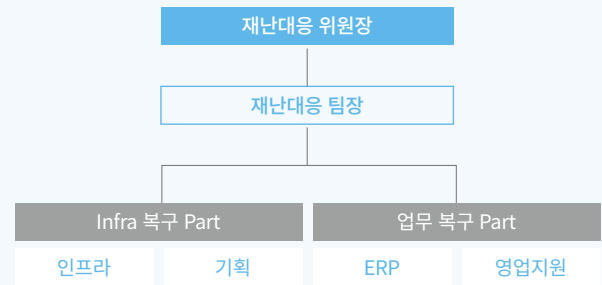 재난대응 위원장
재난대응 팀장
Infra 복구 Part
업무 복구 Part
인프라
기획
ERP
영업지원